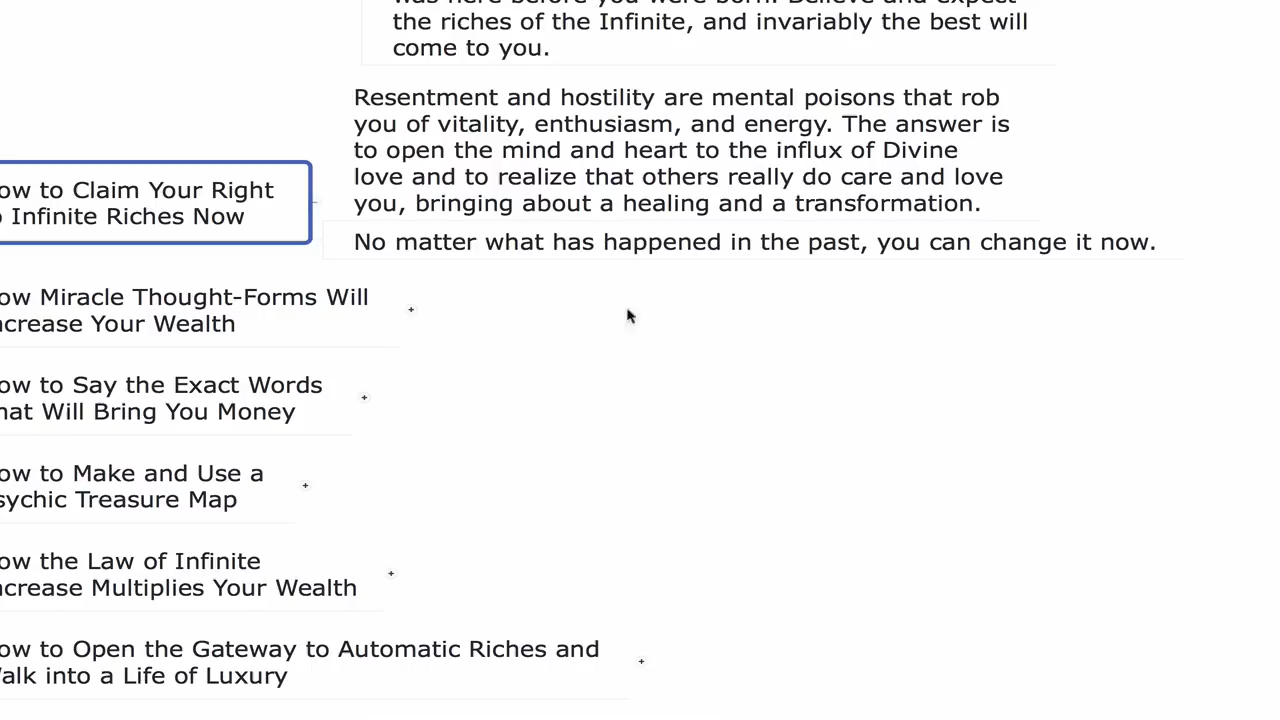 the riches of the Infinite, and invariably the best will
come to you.
Resentment and hostility are mental poisons that rob
you of vitality, enthusiasm, and energy. The answer is
to open the mind and heart to the influx of Divine
love and to realize that others really do care and love
you, bringing about a healing and a transformation.
No matter what has happened in the past, you can change it now.
ow to Claim Your Right
o Infinite Riches Now
ow Miracle Thought-Forms Will
ncrease Your Wealth
ow to Say the Exact Words
hat Will Bring You Money
ow to Make and Use a
sychic Treasure Map
ow the Law of Infinite
ncrease Multiplies Your Wealth
ow to Open the Gateway to Automatic Riches and
Walk into a Life of Luxury